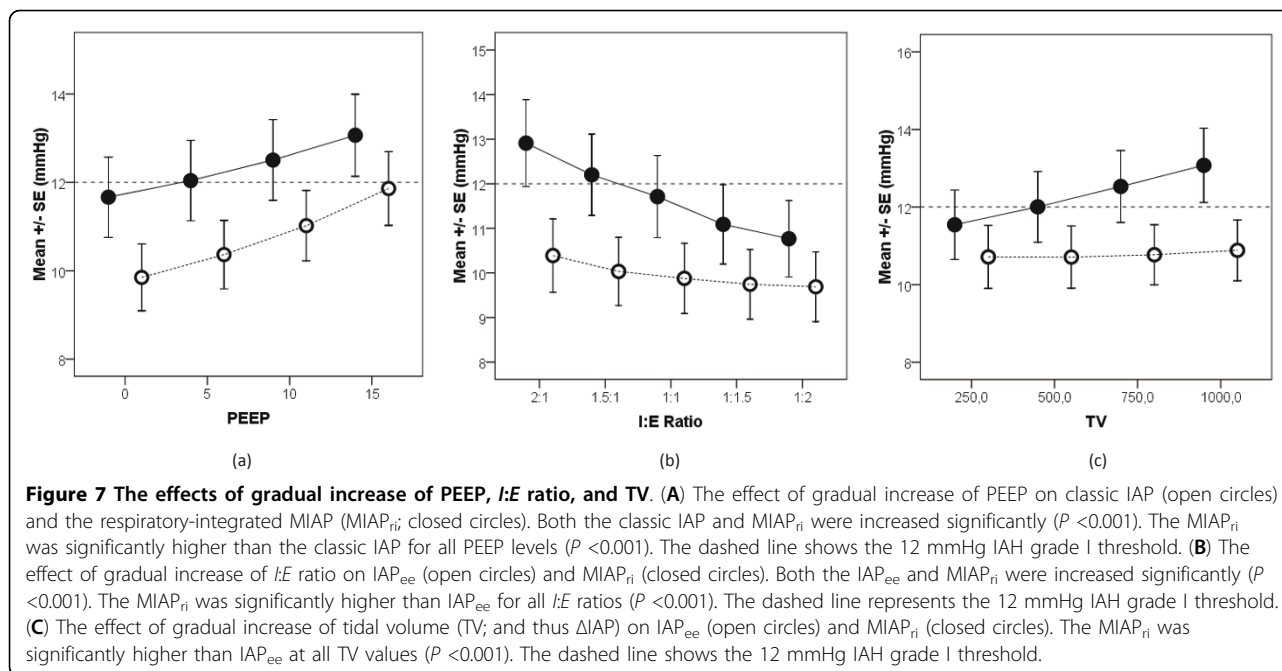 14
12
10
8
Mean +/- SE (mmHg)
0
5
10
15
PEEP
(a)
15
14
13
12
11
10
9
8
Mean +/- SE (mmHg)
2:1
1.5:1
1:1
1:1.5
1:2
I:E Ratio
(b)
16
14
12
10
8
Mean +/- SE (mmHg)
250,0
500,0
750,0
1000,0
TV
(c)
Figure 7 The effects of gradual increase of PEEP, I:E ratio, and TV. (A) The effect of gradual increase of PEEP on classic IAP (open circles)
and the respiratory-integrated MIAP (MIAPri; closed circles). Both the classic IAP and MIAPri were increased significantly (P <0.001). The MIAPri
was significantly higher than the classic IAP for all PEEP levels (P <0.001). The dashed line shows the 12 mmHg IAH grade I threshold. (B) The
effect of gradual increase of I:E ratio on IAPee (open circles) and MIAPri (closed circles). Both the IAPee and MIAPri were increased significantly (P
<0.001). The MIAPri was significantly higher than IAPee for all I:E ratios (P <0.001). The dashed line represents the 12 mmHg IAH grade I threshold.
(C) The effect of gradual increase of tidal volume (TV; and thus ΔIAP) on IAPee (open circles) and MIAPri (closed circles). The MIAPri was
significantly higher than IAPee at all TV values (P <0.001). The dashed line shows the 12 mmHg IAH grade I threshold.